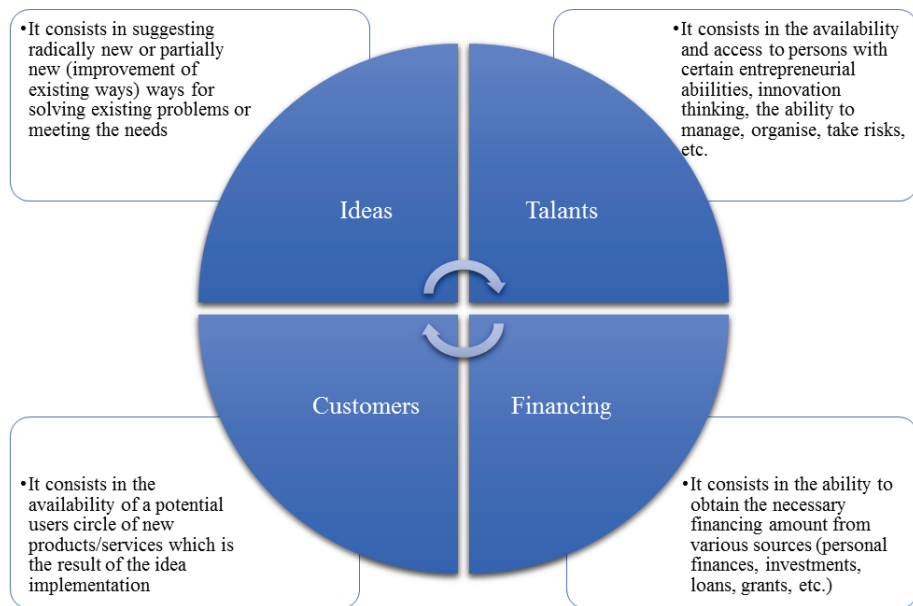 •It consists in suggesting
radically new or partially
new (improvement of
existing ways) ways for
solving existing problems or
meeting the needs
•It consists in the availability
and access to persons with
certain entrepreneurial
abiilities, innovation
thinking, the ability to
manage, organise, take risks,
etc.
Ideas
Talants
Customers
Financing
•It consists in the
availability of a potential
users circle of new
products/services which is
the result of the idea
implementation
•It consists in the ability to
obtain the necessary
financing amount from
various sources (personal
finances, investments,
loans, grants, etc.)